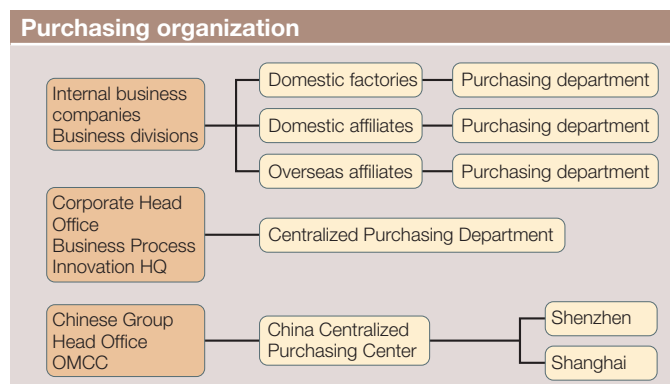 Purchasing organization
Internal business
companies
Business divisions
Domestic factories
Purchasing department
Domestic affiliates
Purchasing department
Overseas affiliates
Purchasing department
Corporate Head
Office
Business Process
Innovation HQ
Centralized Purchasing Department
Chinese Group
Head Office
OMCC
China Centralized
Purchasing Center
Shenzhen
Shanghai